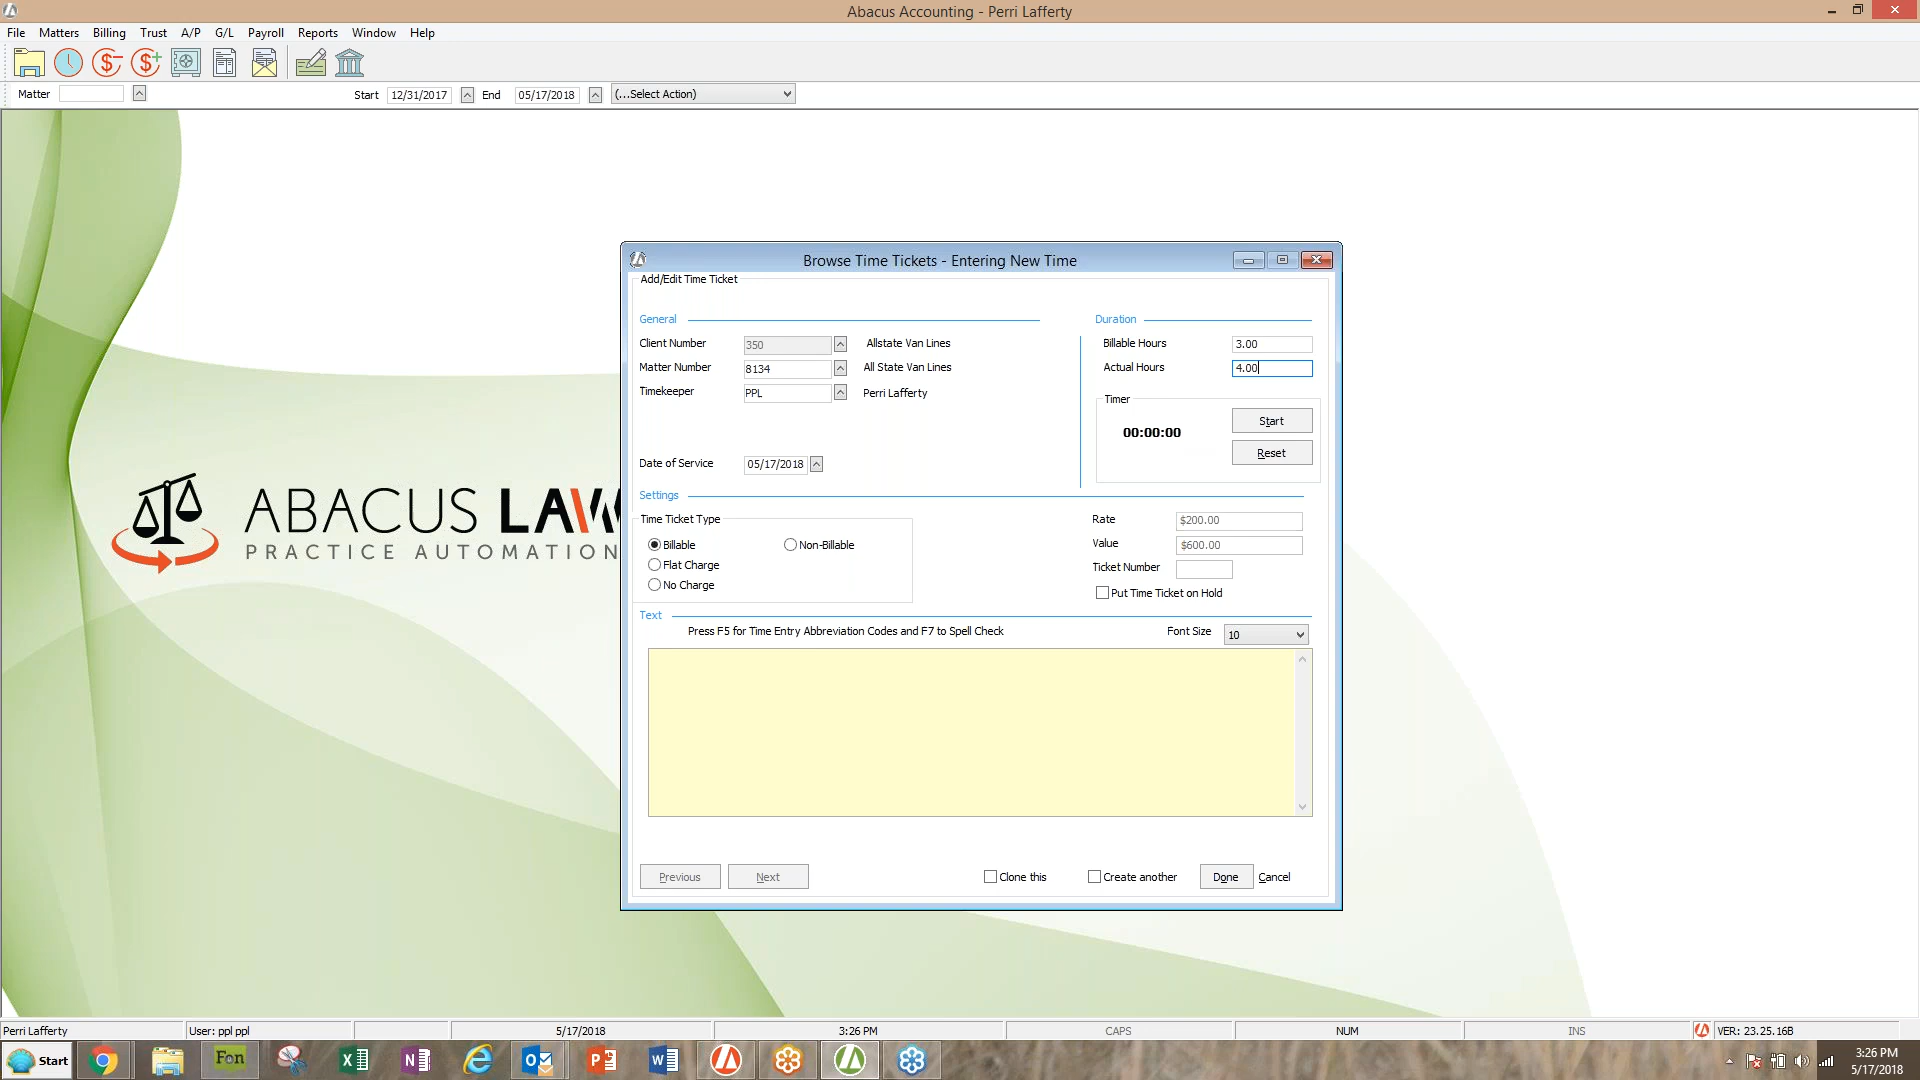 Abacus Accounting - Perri Lafferty
File Matters Billing Trust A/P G/L Payroll Reports Window Help
Matter Start 12/31/2017 End 05/17/2018 (...Select Action)
Browse Time Tickets - Entering New Time
Add/Edit Time Ticket
General Duration
Client Number 350 Allstate Van Lines Billable Hours 3.00
Matter Number 8134 All State Van Lines Actual Hours 4.00
Timekeeper PPL Perri Lafferty
Timer
00:00:00 Start
Reset
Date of Service 05/17/2018
Settings
Time Ticket Type Rate $200.00
Billable Non-Billable Value $600.00
Flat Charge Ticket Number
No Charge Put Time Ticket on Hold
Text
Press F5 for Time Entry Abbreviation Codes and F7 to Spell Check Font Size 10
Previous Next Clone this Create another Done Cancel
ABACUS LAW
PRACTICE AUTOMATION
Perri Lafferty User: ppl ppl 5/17/2018 3:26 PM CAPS NUM INS VER: 23.25.16B
Start Fon 3:26 PM
5/17/2018